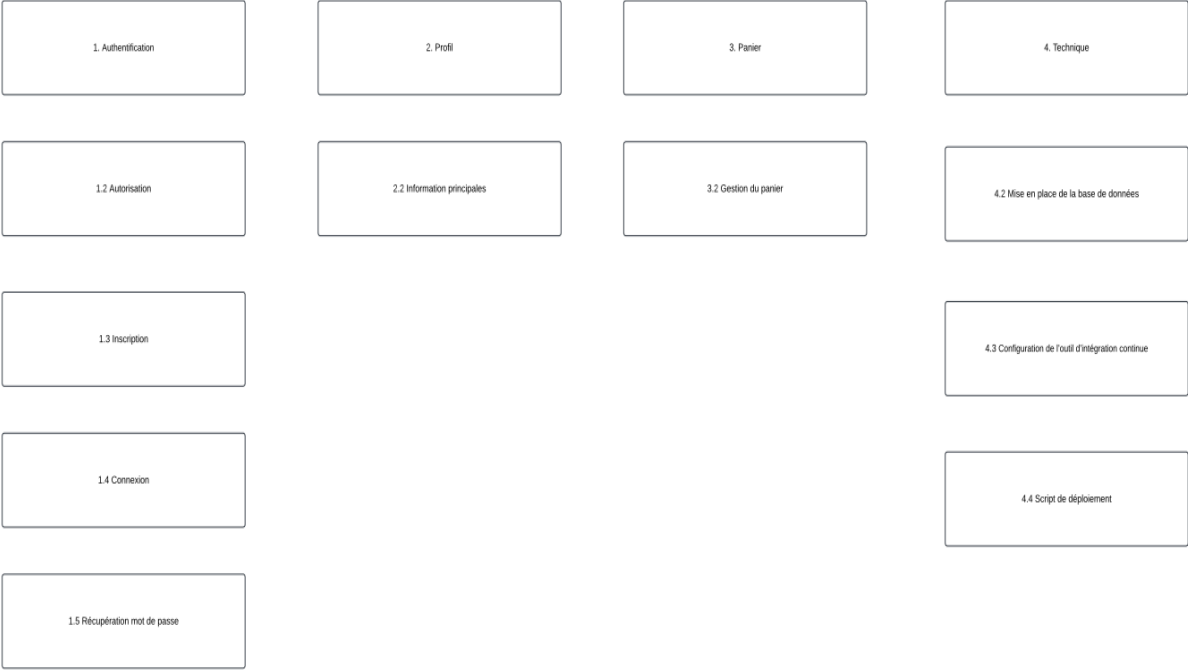 1. Authentification
2. Profil
3. Panier
4. Technique
1.2 Autorisation
2.2 Information principales
3.2 Gestion du panier
4.2 Mise en place de la base de données
1.3 Inscription
4.3 Configuration de l'outil d'intégration continue
1.4 Connexion
4.4 Script de déploiement
1.5 Récupération mot de passe